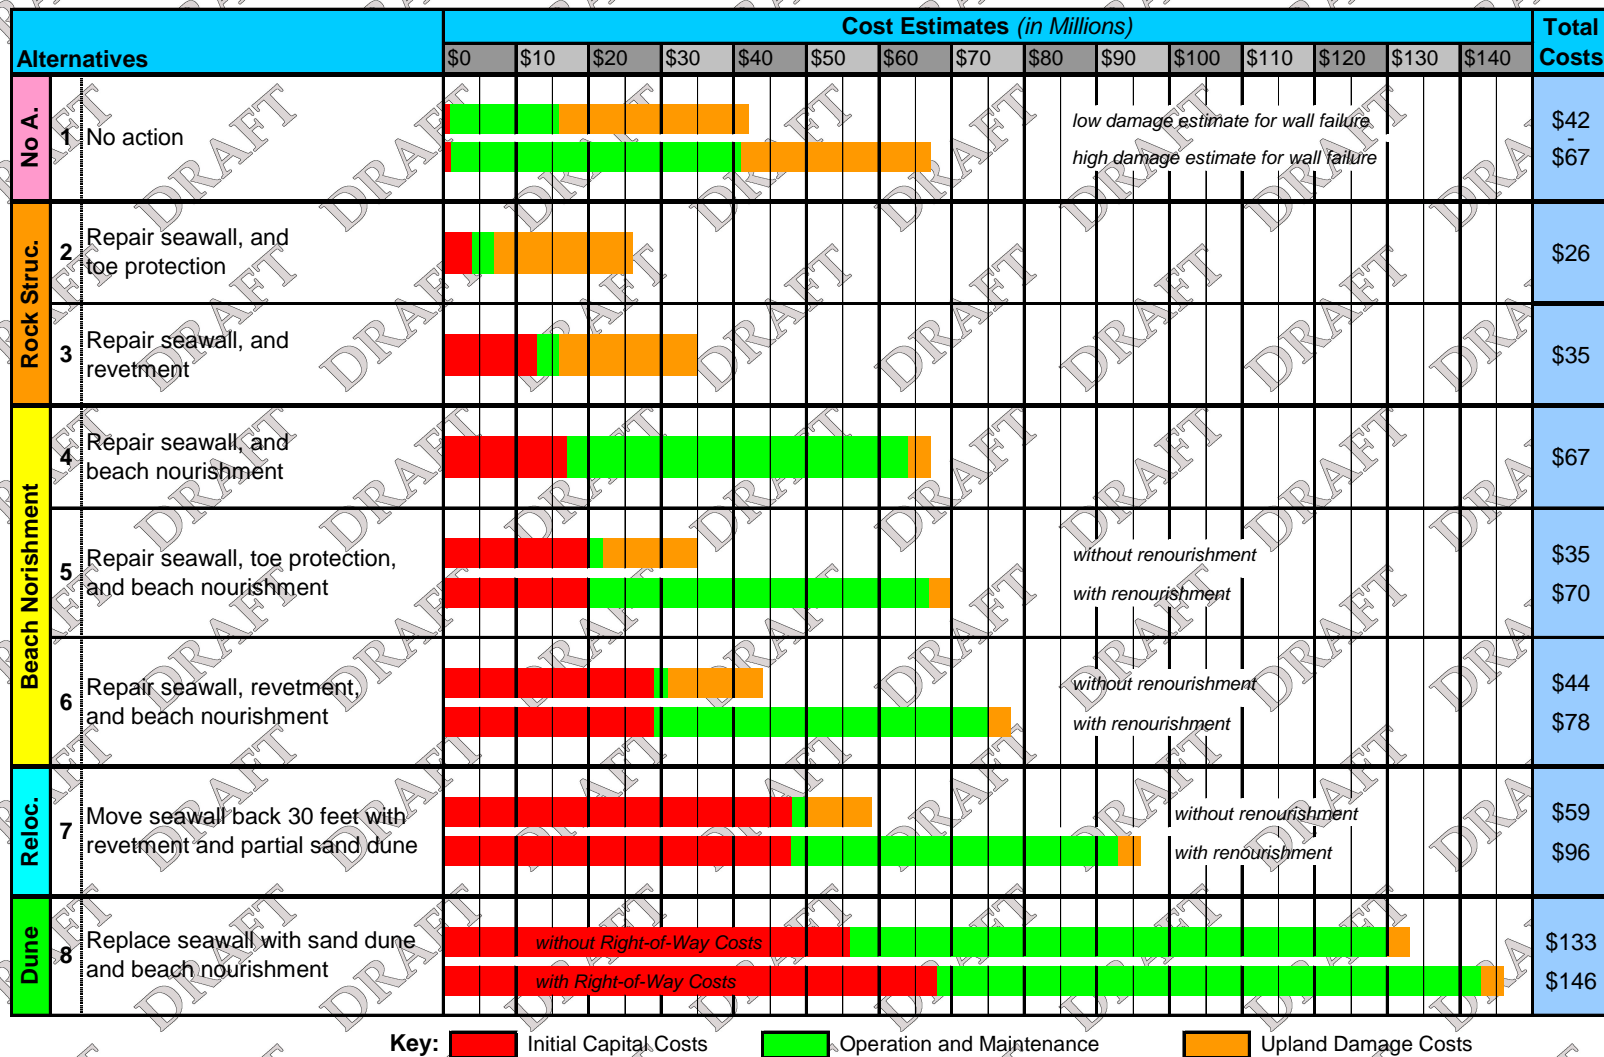 Cost Estimates (in Millions)
Total
Costs
Alternatives
$0 $10 $20 $30 $40 $50 $60 $70 $80 $90 $100 $110 $120 $130 $140
No A.
1 No action
low damage estimate for wall failure
high damage estimate for wall failure
$42
-
$67
Rock Struc.
2 Repair seawall, and
toe protection
$26
3 Repair seawall, and
revetment
$35
Beach Norishment
4 Repair seawall, and
beach nourishment
$67
5 Repair seawall, toe protection,
and beach nourishment
without renourishment
with renourishment
$35
$70
6 Repair seawall, revetment,
and beach nourishment
without renourishment
with renourishment
$44
$78
Reloc.
7 Move seawall back 30 feet with
revetment and partial sand dune
without renourishment
with renourishment
$59
$96
Dune
8 Replace seawall with sand dune
and beach nourishment
without Right-of-Way Costs
with Right-of-Way Costs
$133
$146
Key: Initial Capital Costs Operation and Maintenance Upland Damage Costs
DRAFT